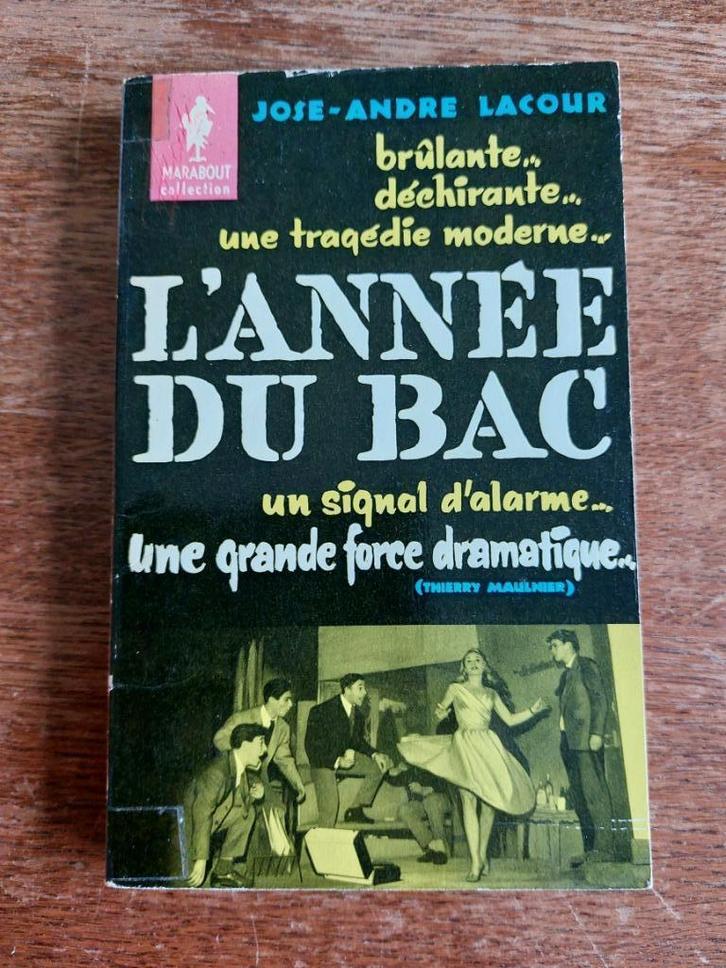 JOSE-ANDRE LACOUR
MARABOUT
collection
brûlante...
déchirante...
une tragédie moderne...
L'ANNÉE
DU BAC
un signal d'alarme...
une grande force dramatique...
(THIERRY MAULNIER)